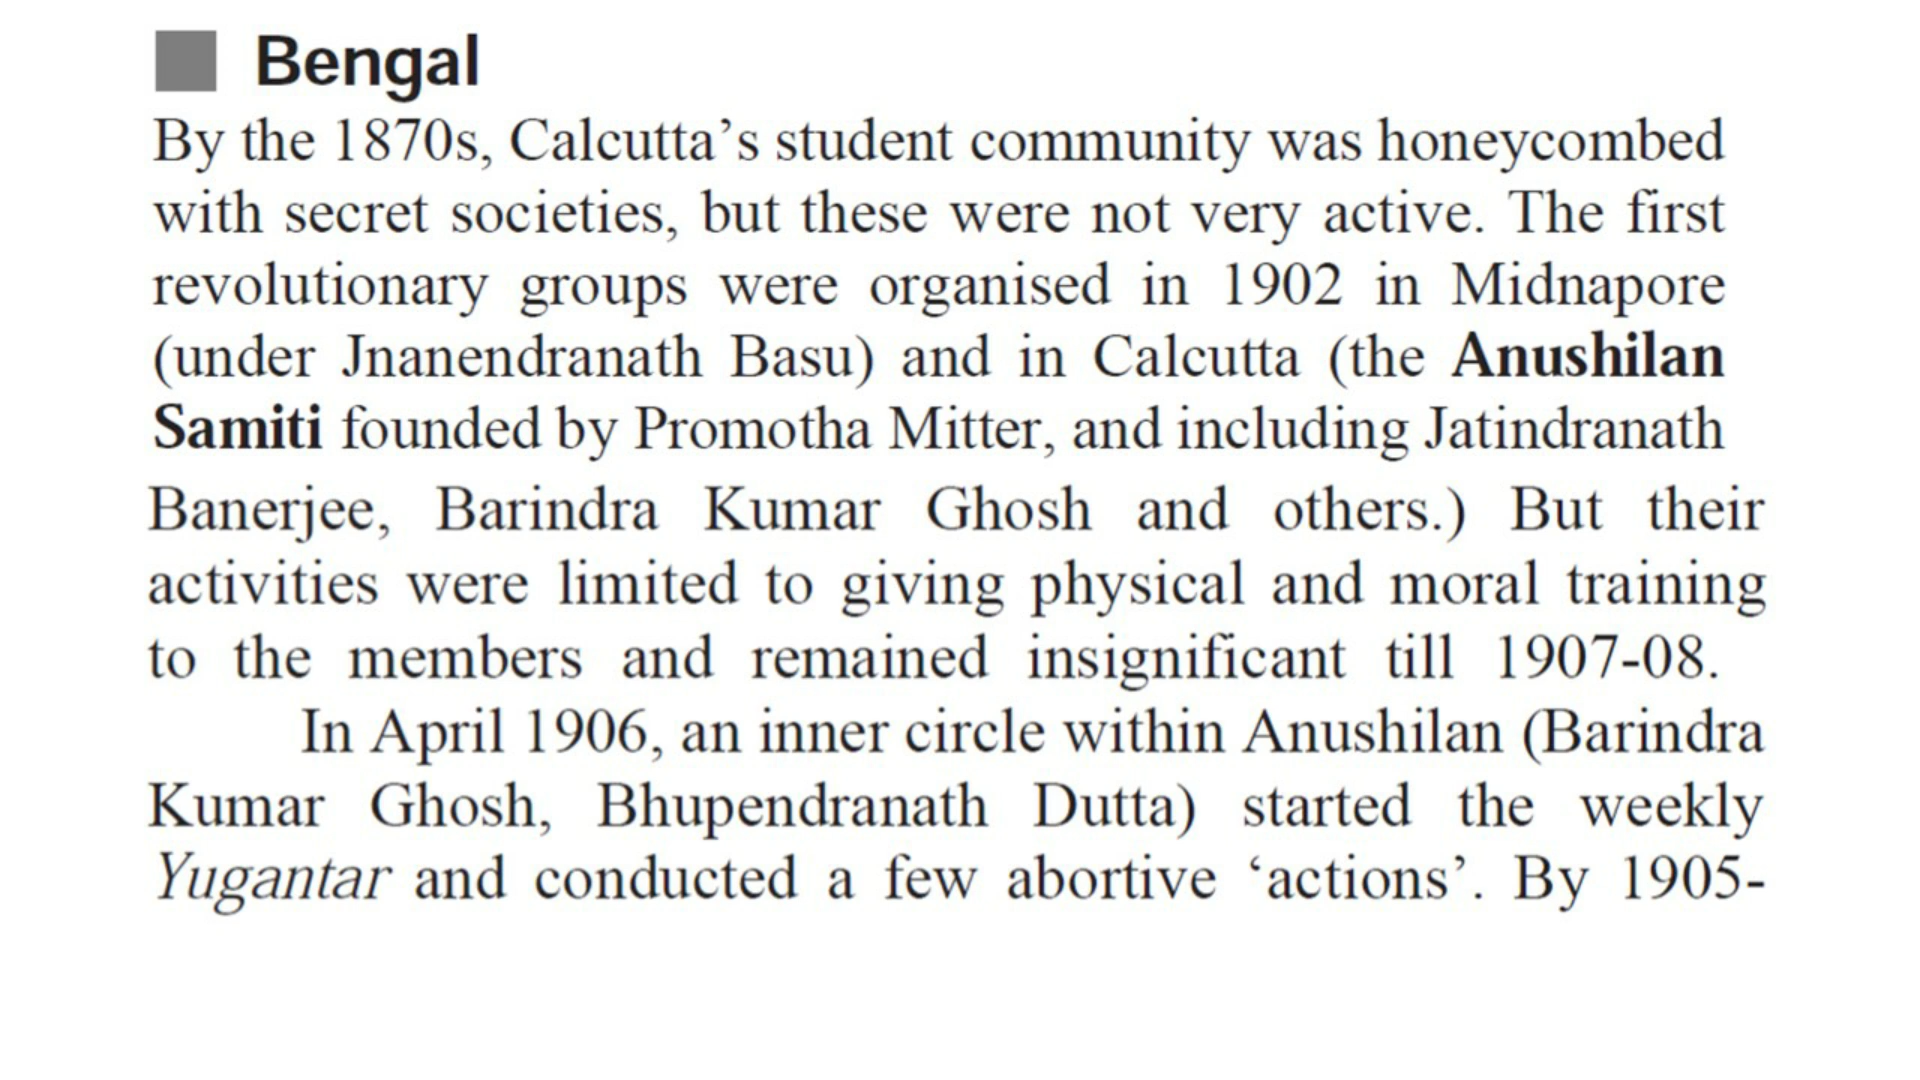 Bengal
By the 1870s, Calcutta’s student community was honeycombed
with secret societies, but these were not very active. The first
revolutionary groups were organised in 1902 in Midnapore
(under Jnanendranath Basu) and in Calcutta (the Anushilan
Samiti founded by Promotha Mitter, and including Jatindranath
Banerjee, Barindra Kumar Ghosh and others.) But their
activities were limited to giving physical and moral training
to the members and remained insignificant till 1907-08.
In April 1906, an inner circle within Anushilan (Barindra
Kumar Ghosh, Bhupendranath Dutta) started the weekly
Yugantar and conducted a few abortive ‘actions’. By 1905-